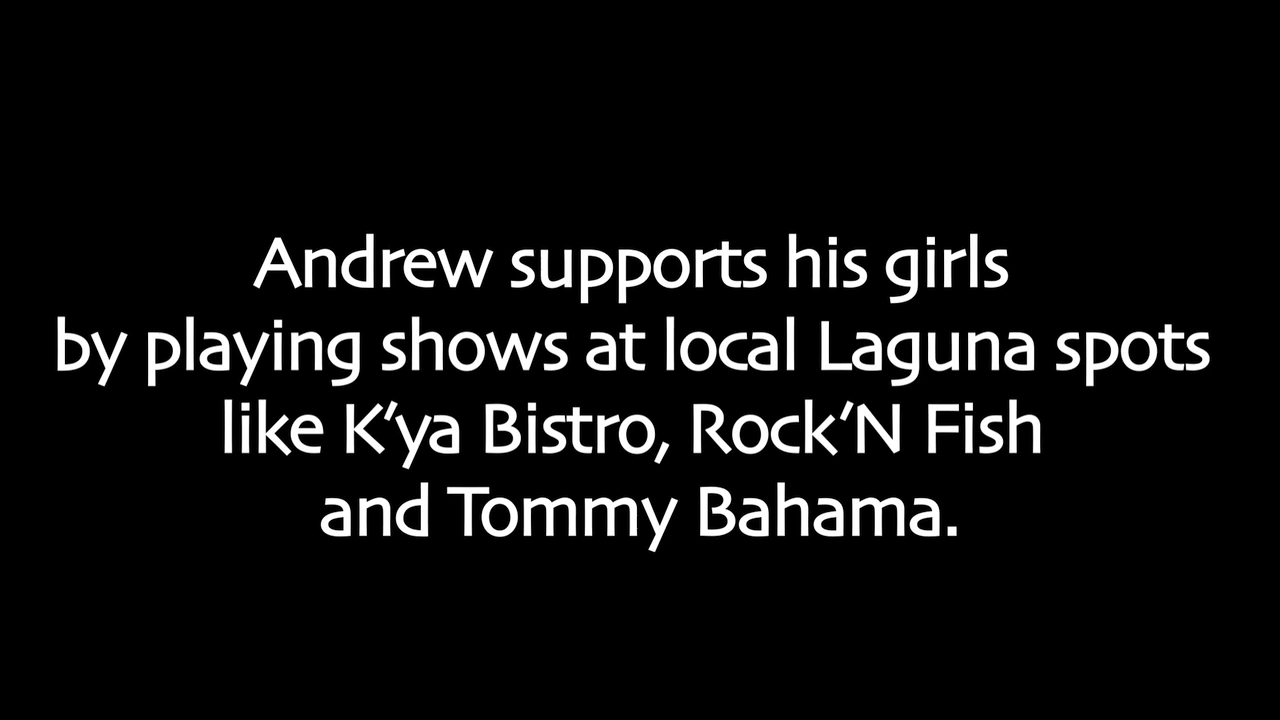 Andrew supports his girls
by playing shows at local Laguna spots
like K’ya Bistro, Rock’N Fish
and Tommy Bahama.